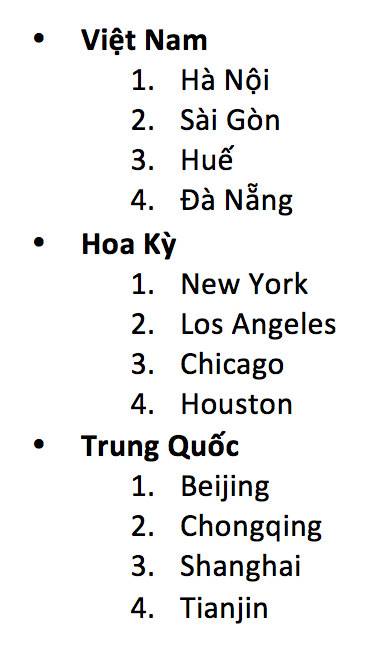 • Việt Nam
1. Hà Nội
2. Sài Gòn
3. Huế
4. Đà Nẵng
• Hoa Kỳ
1. New York
2. Los Angeles
3. Chicago
4. Houston
• Trung Quốc
1. Beijing
2. Chongqing
3. Shanghai
4. Tianjin